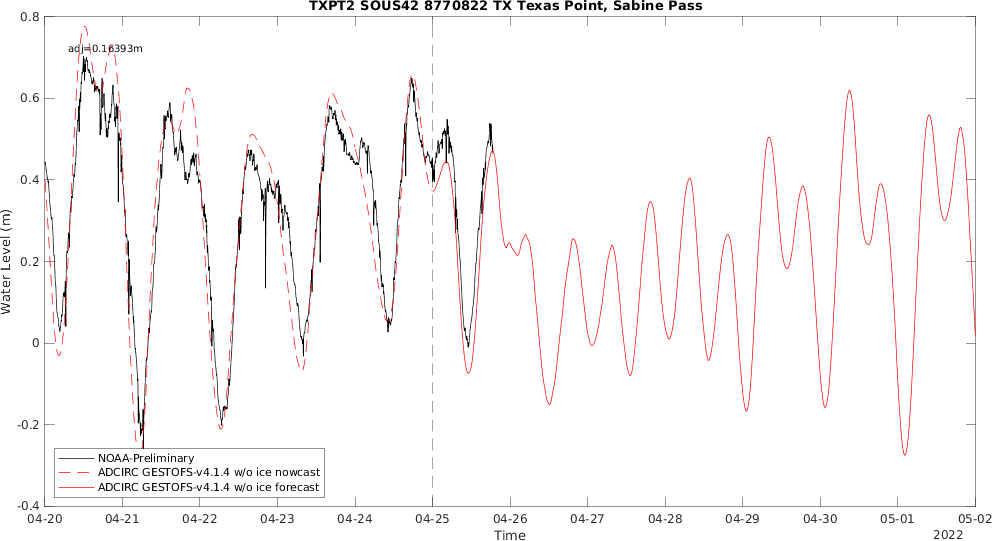 TXPT2 SOUS42 8770822 TX Texas Point, Sabine Pass
adj=0.16393m
Water Level (m)
0.8
0.6
0.4
0.2
0
-0.2
-0.4
NOAA-Preliminary
ADCIRC GESTOFS-v4.1.4 w/o ice nowcast
ADCIRC GESTOFS-v4.1.4 w/o ice forecast
04-20 04-21 04-22 04-23 04-24 04-25 04-26 04-27 04-28 04-29 04-30 05-01 05-02
Time
2022